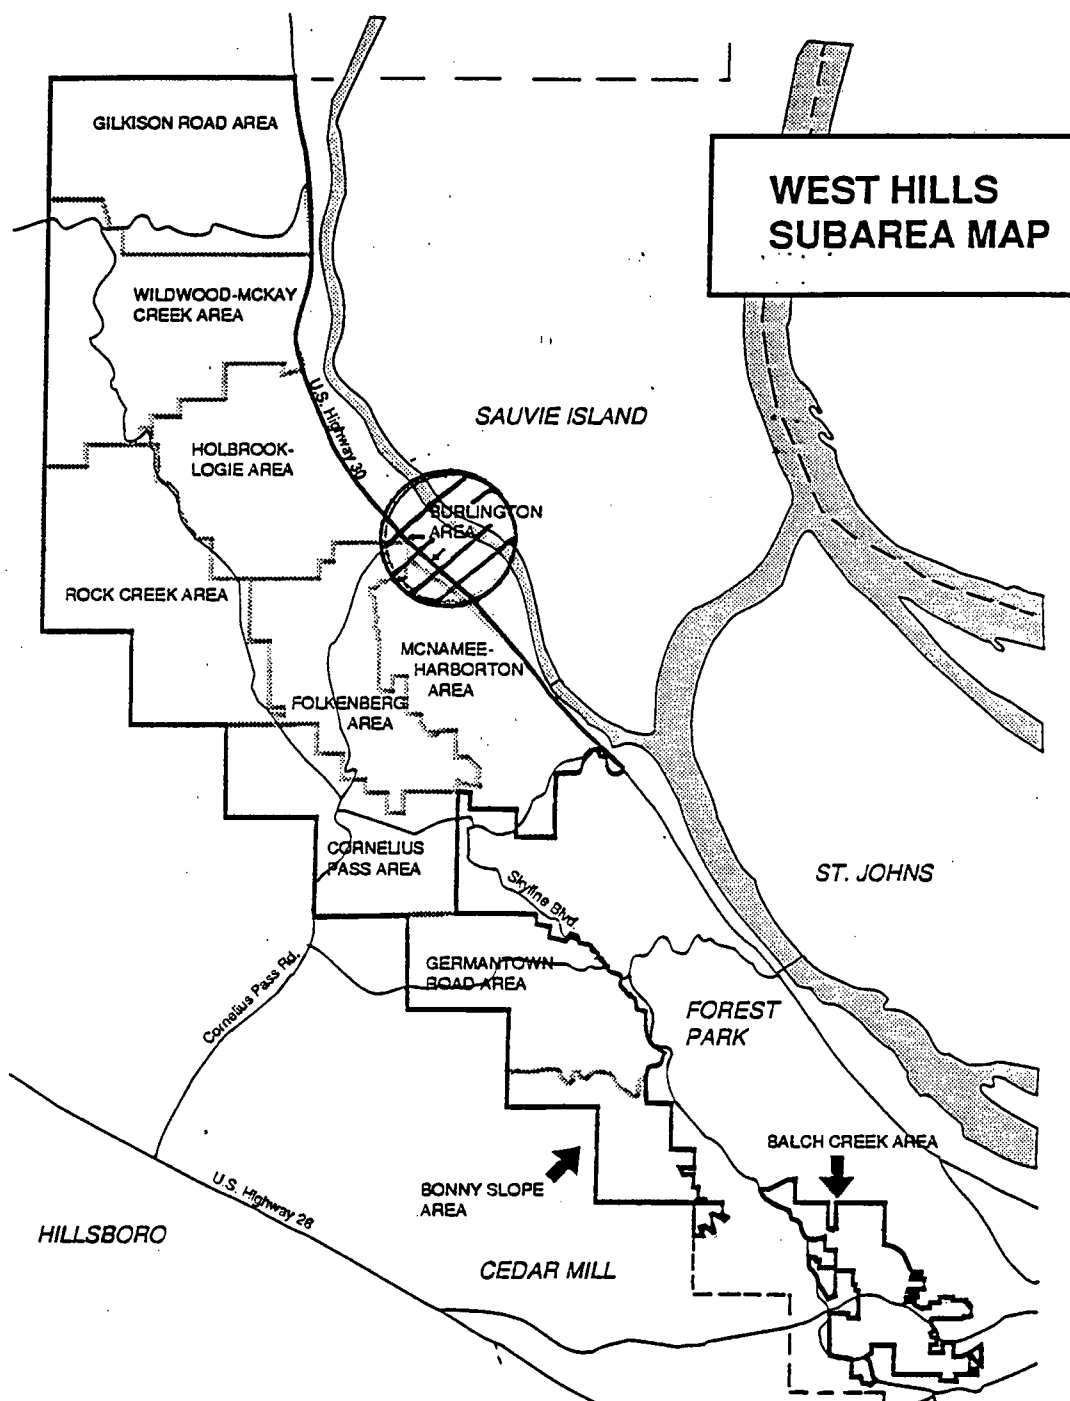 GILKISON ROAD AREA
WEST HILLS
SUBAREA MAP
WILDWOOD-MCKAY
CREEK AREA
U.S. Highway 30
SAUVIE ISLAND
HOLBROOK-
LOGIE AREA
BURLINGTON
AREA
ROCK CREEK AREA
MCNAMEE-
HARBORTON
AREA
FOLKENBERG
AREA
CORNELIUS
PASS AREA
Skyline Blvd.
ST. JOHNS
GERMANTOWN
ROAD AREA
Cornelius Pass Rd.
FOREST
PARK
BALCH CREEK AREA
BONNY SLOPE
AREA
U.S. Highway 26
HILLSBORO
CEDAR MILL